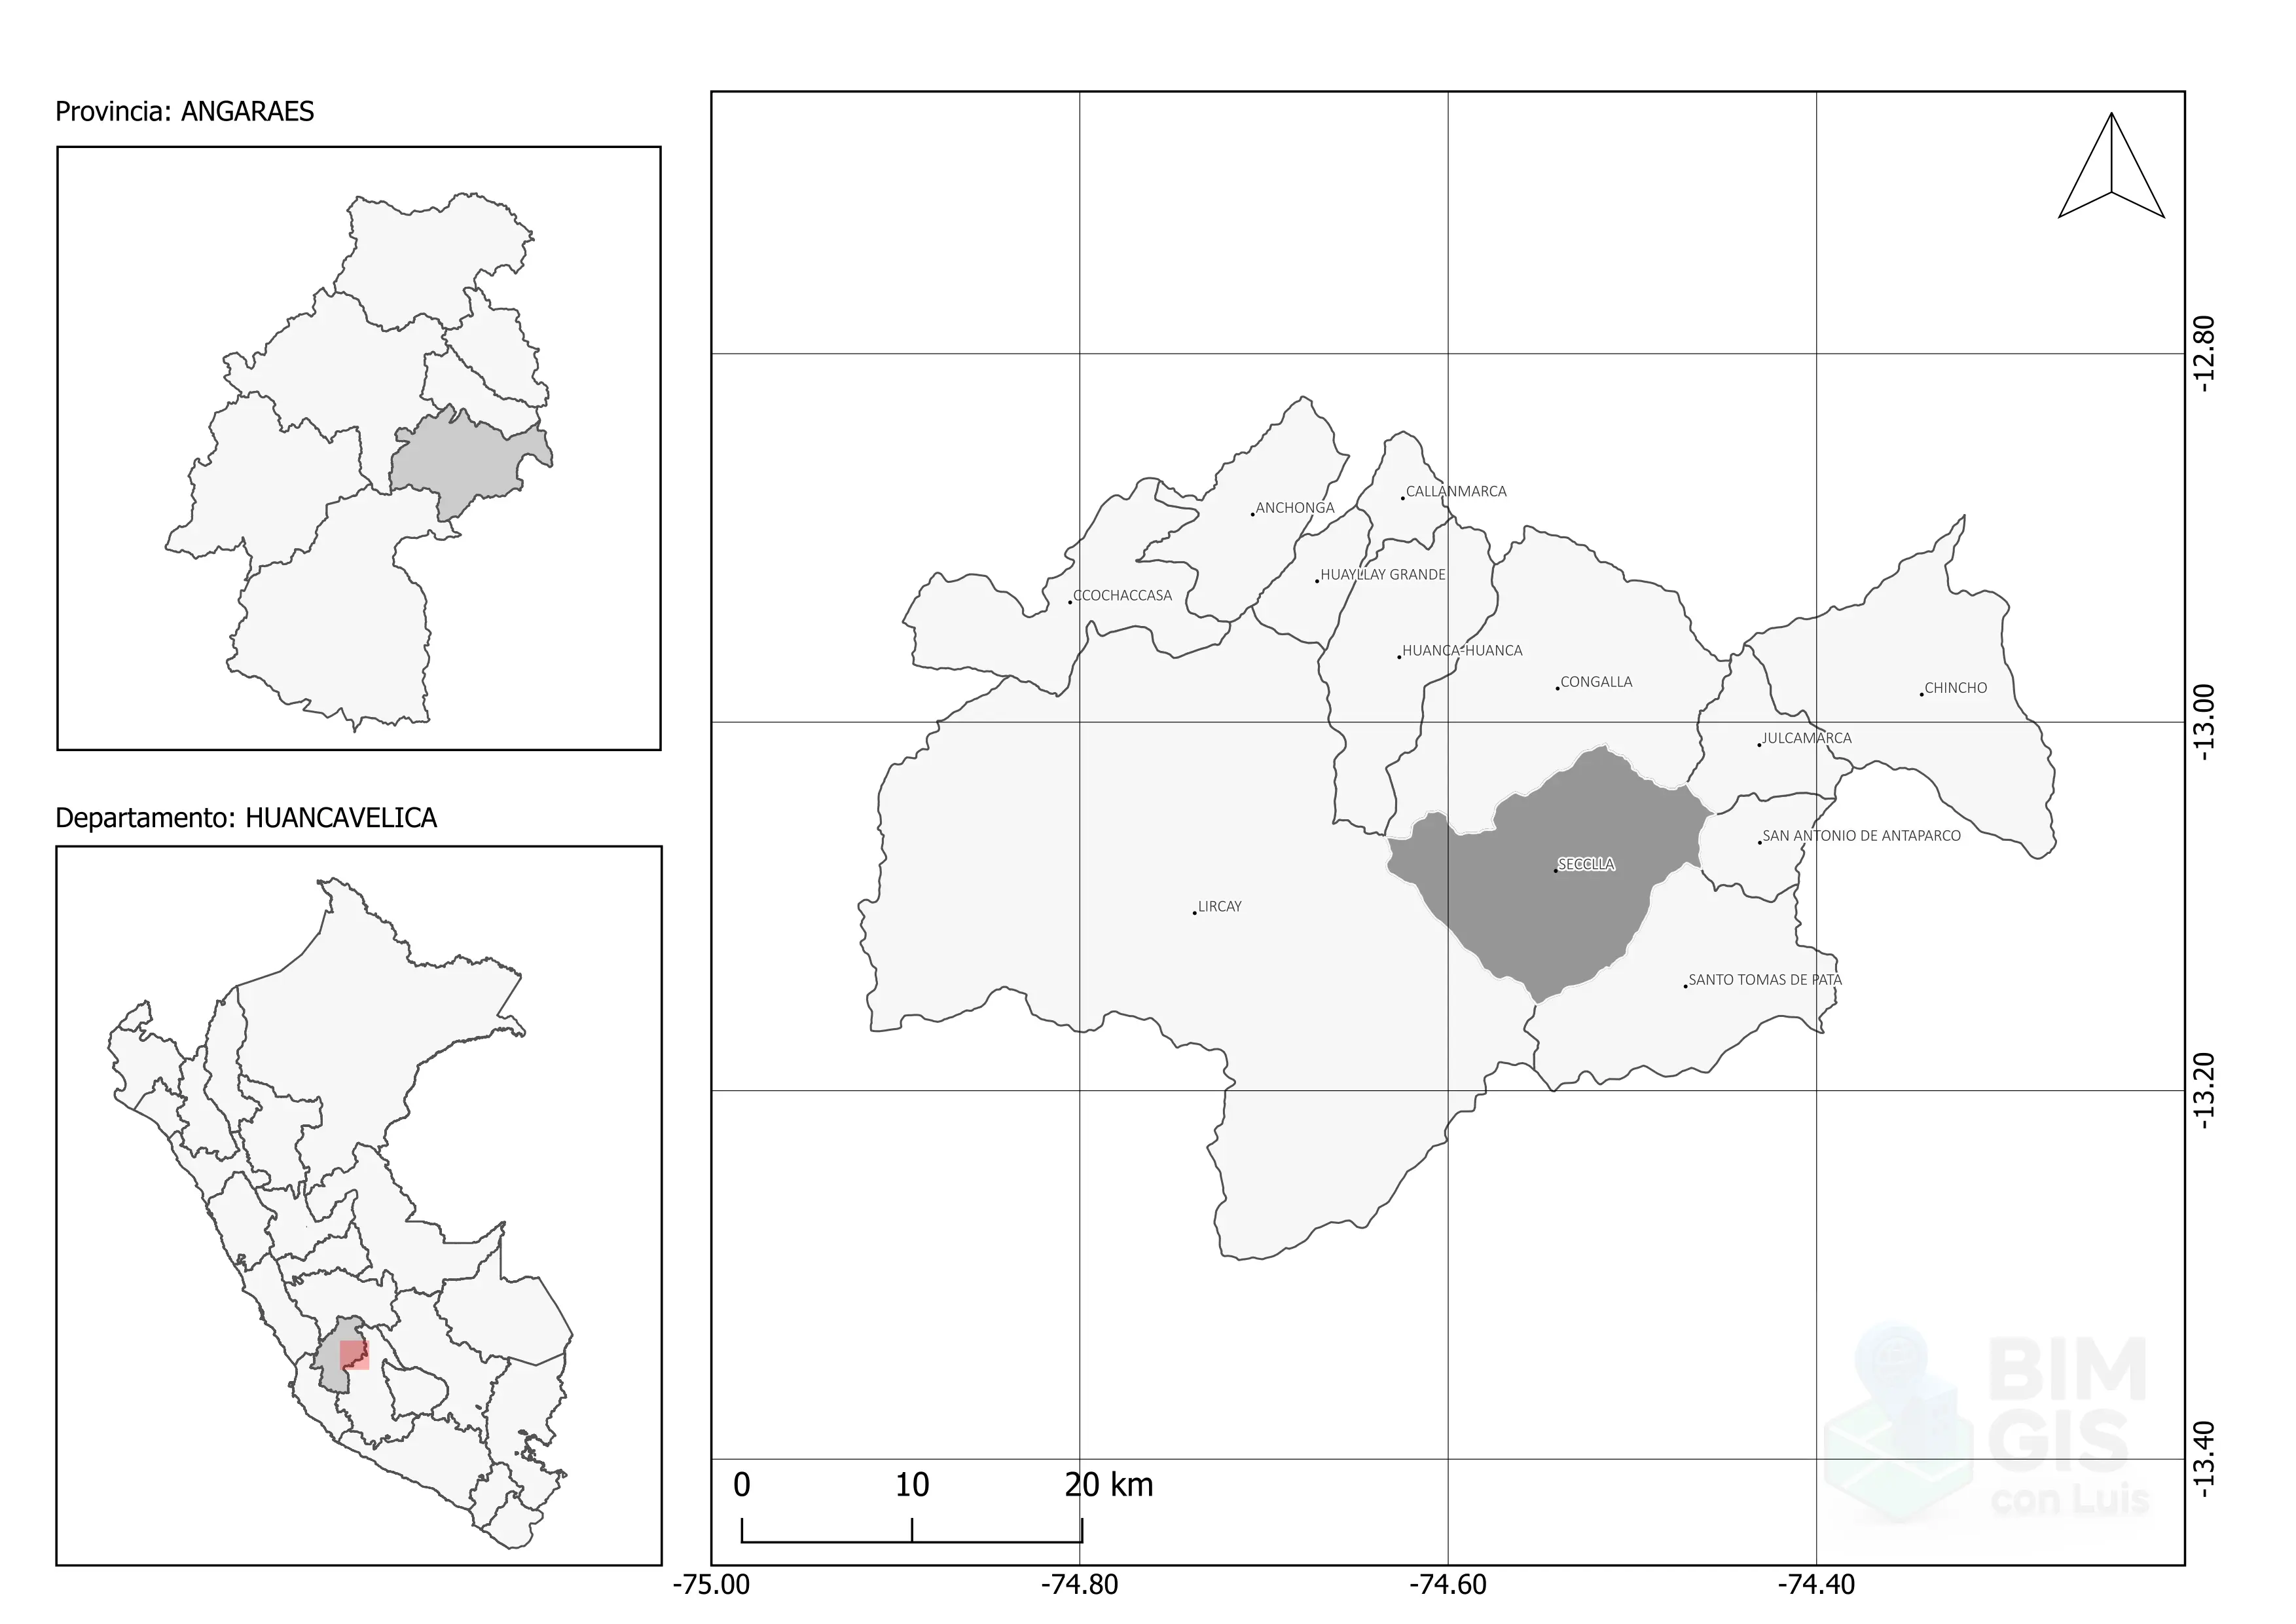 Provincia: ANGARAES
Departamento: HUANCAVELICA
CALLANMARCA
ANCHONGA
HUAYLLAY GRANDE
CCOCHACCASA
HUANCA-HUANCA
CONGALLA
CHINCHO
JULCAMARCA
SAN ANTONIO DE ANTAPARCO
SECCLLA
LIRCAY
SANTO TOMAS DE PATA
-12.80
-13.00
-13.20
-13.40
BIM
GIS
con Luis
0 10 20 km
-75.00 -74.80 -74.60 -74.40